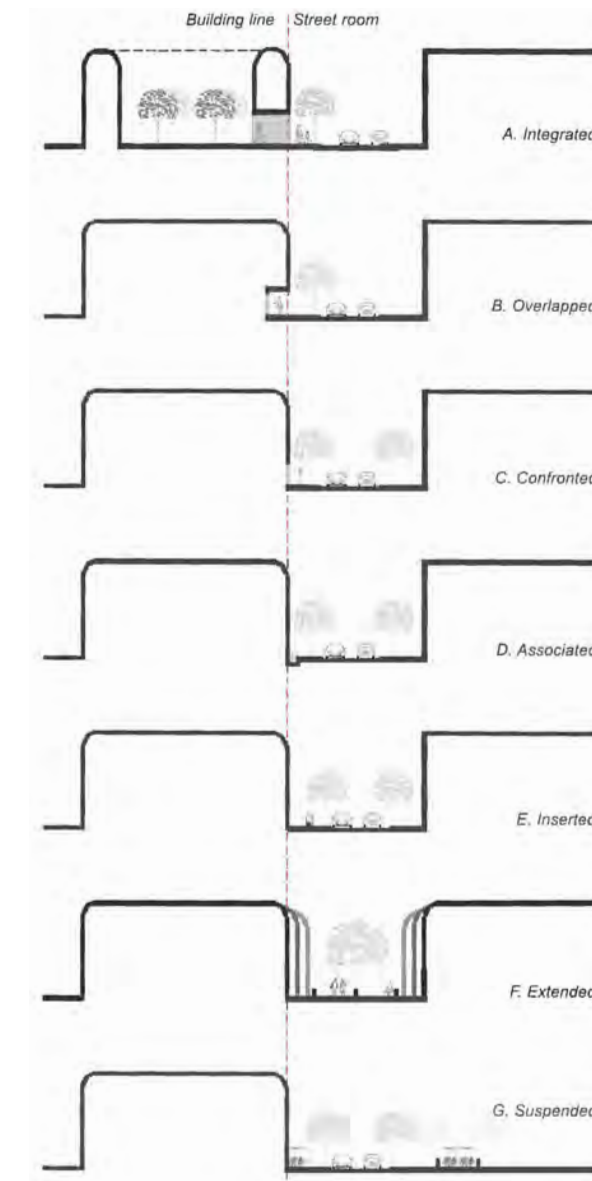 Building line Street room
A. Integrated
B. Overlapped
C. Confronted
D. Associated
E. Inserted
F. Extended
G. Suspended